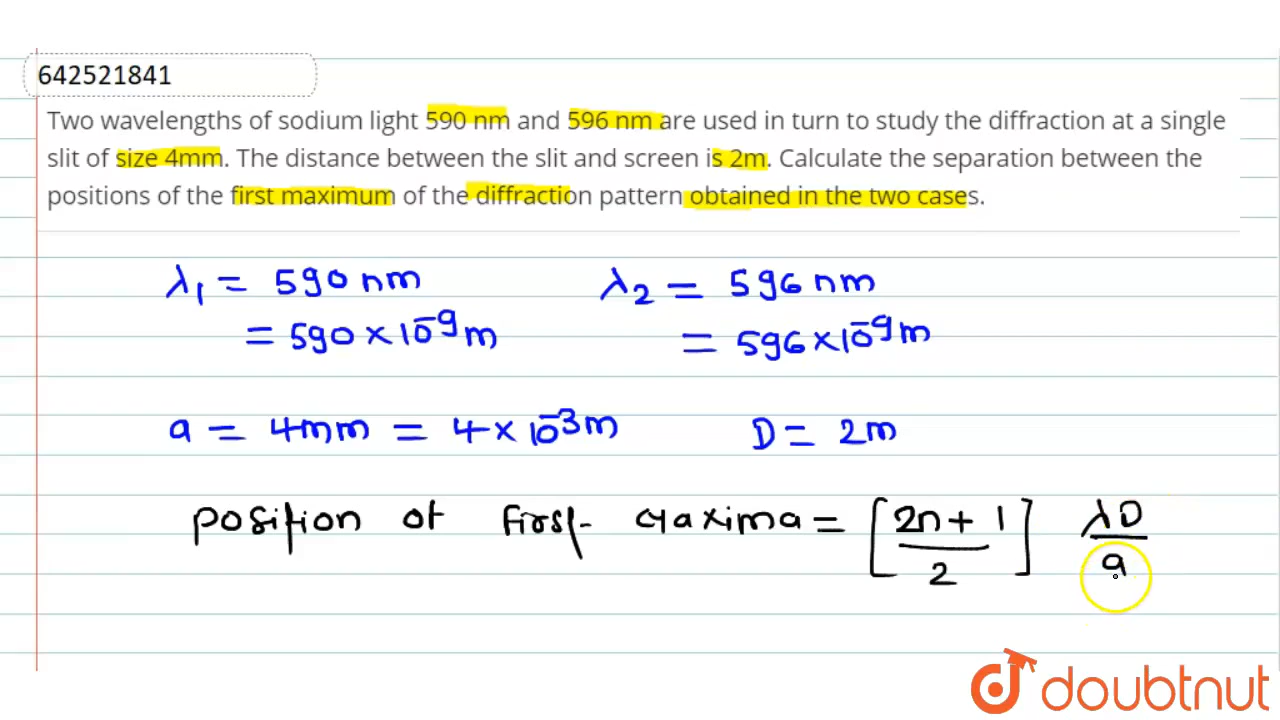 642521841
Two wavelengths of sodium light 590 nm and 596 nm are used in turn to study the diffraction at a single
slit of size 4mm. The distance between the slit and screen is 2m. Calculate the separation between the
positions of the first maximum of the diffraction pattern obtained in the two cases.
λ₁ = 590 nm λ₂ = 596 nm
= 590 × 10⁻⁹ m = 596 × 10⁻⁹ m
a = 4mm = 4 × 10⁻³ m D = 2m
position of First maxima = [(2n + 1)/2] λD/a
doubtnut